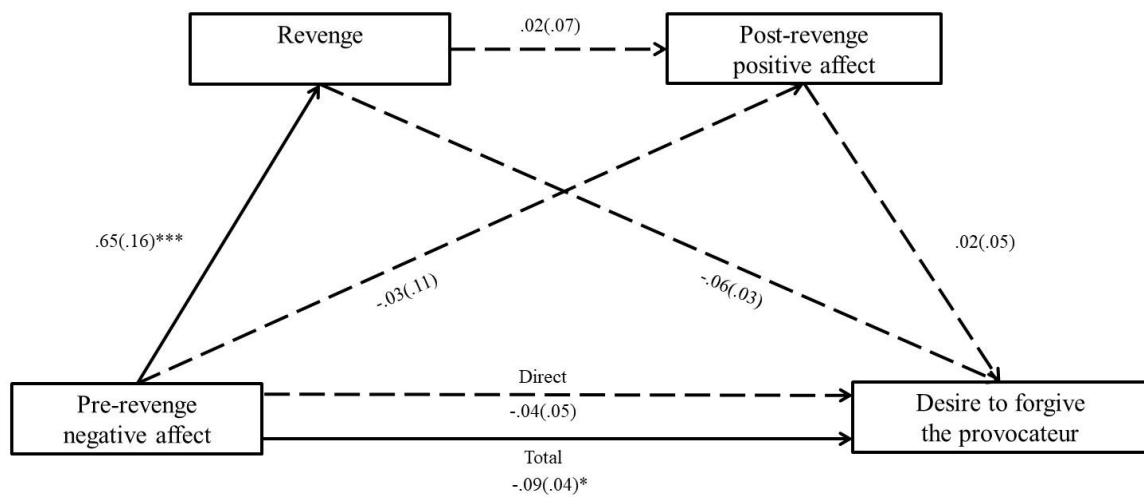 Revenge
.02(.07)
Post-revenge
positive affect
.65(.16)***
-.03(.11)
-.06(.03)
.02(.05)
Pre-revenge
negative affect
Direct
-.04(.05)
Total
-.09(.04)*
Desire to forgive
the provocateur